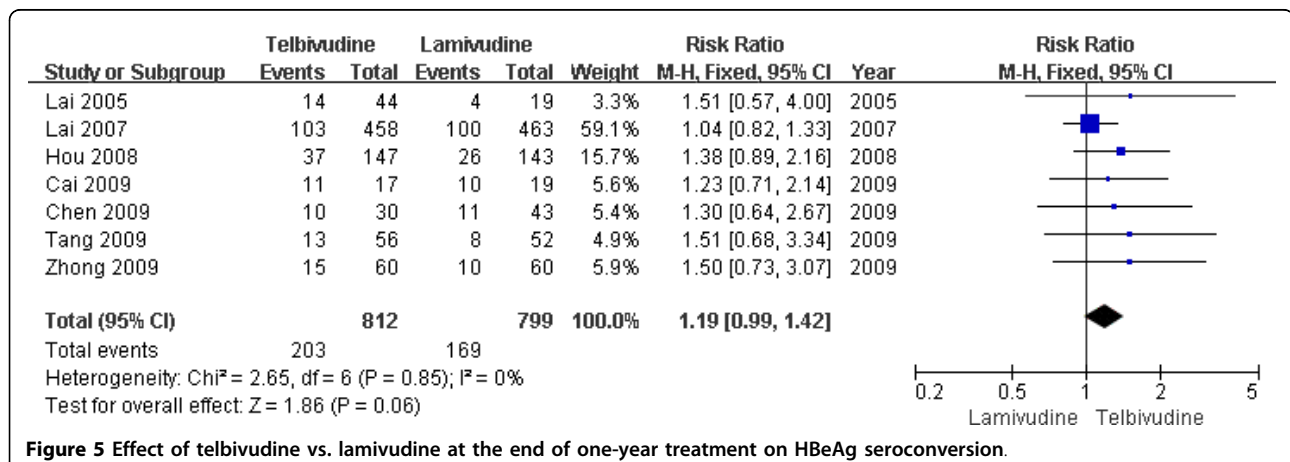 Telbivudine Lamivudine Risk Ratio Risk Ratio
Study or Subgroup Events Total Events Total Weight M-H, Fixed, 95% CI Year M-H, Fixed, 95% CI
Lai 2005 14 44 4 19 3.3% 1.51 [0.57, 4.00] 2005
Lai 2007 103 458 100 463 59.1% 1.04 [0.82, 1.33] 2007
Hou 2008 37 147 26 143 15.7% 1.38 [0.89, 2.16] 2008
Cai 2009 11 17 10 19 5.6% 1.23 [0.71, 2.14] 2009
Chen 2009 10 30 11 43 5.4% 1.30 [0.64, 2.67] 2009
Tang 2009 13 56 8 52 4.9% 1.51 [0.68, 3.34] 2009
Zhong 2009 15 60 10 60 5.9% 1.50 [0.73, 3.07] 2009
Total (95% CI) 812 799 100.0% 1.19 [0.99, 1.42]
Total events 203 169
Heterogeneity: Chi² = 2.65, df = 6 (P = 0.85); I² = 0%
Test for overall effect: Z = 1.86 (P = 0.06)
0.2 0.5 1 2 5
Lamivudine Telbivudine
Figure 5 Effect of telbivudine vs. lamivudine at the end of one-year treatment on HBeAg seroconversion.